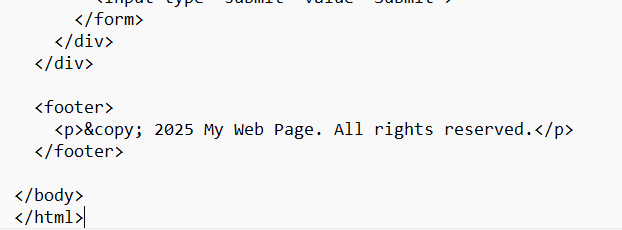 </form>
</div>
</div>
<footer>
<p>&copy; 2025 My Web Page. All rights reserved.</p>
</footer>
</body>
</html>